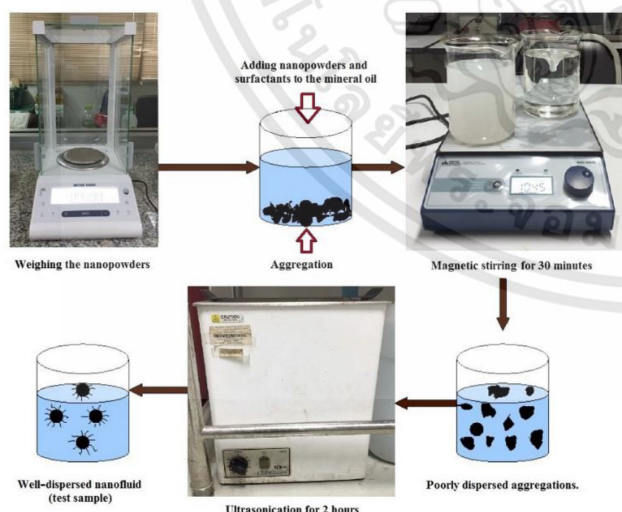 Adding nanopowders and
surfactants to the mineral oil
Weighing the nanopowders
Aggregation
Magnetic stirring for 30 minutes
CAUTION
Well-dispersed nanofluid
(test sample)
Ultrasonication for 2 hours
Poorly dispersed aggregations.